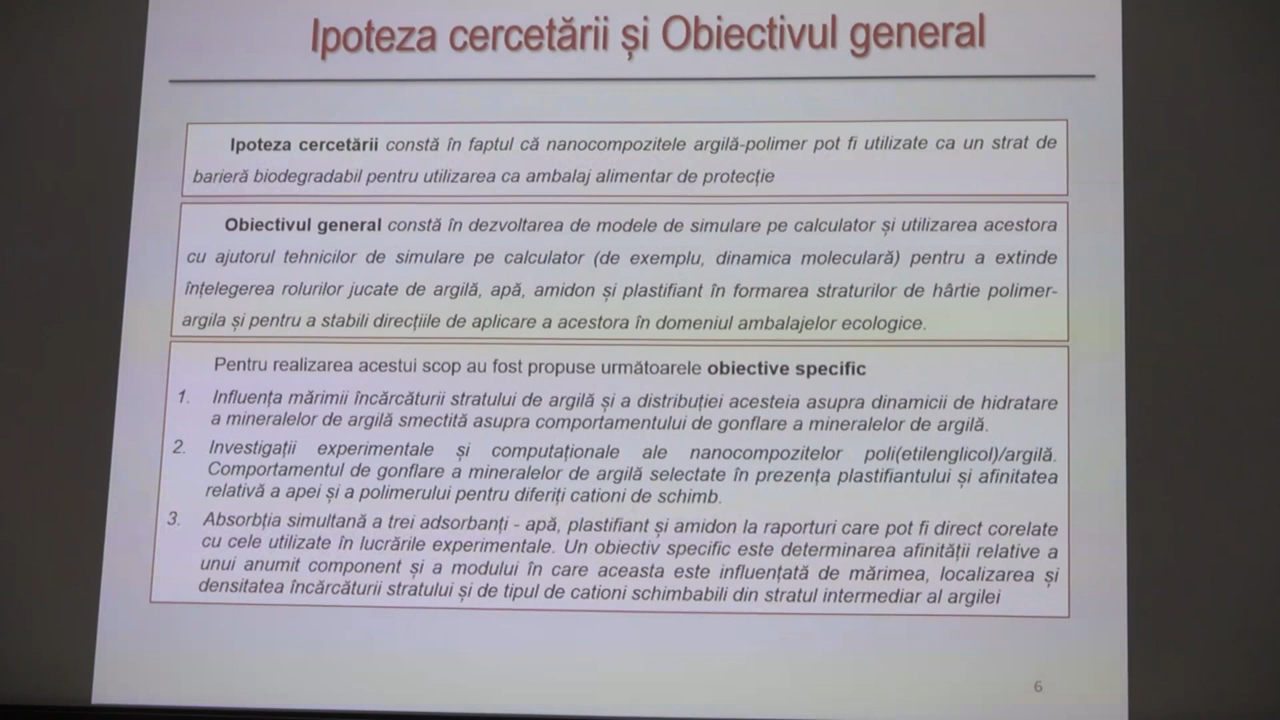 Ipoteza cercetării și Obiectivul general
Ipoteza cercetării constă în faptul că nanocompozitele argilă-polimer pot fi utilizate ca un strat de
barieră biodegradabil pentru utilizarea ca ambalaj alimentar de protecție
Obiectivul general constă în dezvoltarea de modele de simulare pe calculator și utilizarea acestora
cu ajutorul tehnicilor de simulare pe calculator (de exemplu, dinamica moleculară) pentru a extinde
înțelegerea rolurilor jucate de argilă, apă, amidon și plastifiant în formarea straturilor de hârtie polimer-
argila și pentru a stabili direcțiile de aplicare a acestora în domeniul ambalajelor ecologice.
Pentru realizarea acestui scop au fost propuse următoarele obiective specific
1. Influența mărimii încărcăturii stratului de argilă și a distribuției acesteia asupra dinamicii de hidratare
a mineralelor de argilă smectită asupra comportamentului de gonflare a mineralelor de argilă.
2. Investigații experimentale și computaționale ale nanocompozitelor poli(etilenglicol)/argilă.
Comportamentul de gonflare a mineralelor de argilă selectate în prezența plastifiantului și afinitatea
relativă a apei și a polimerului pentru diferiți cationi de schimb.
3. Absorbția simultană a trei adsorbanți - apă, plastifiant și amidon la raporturi care pot fi direct corelate
cu cele utilizate în lucrările experimentale. Un obiectiv specific este determinarea afinității relative a
unui anumit component și a modului în care aceasta este influențată de mărimea, localizarea și
densitatea încărcăturii stratului și de tipul de cationi schimbabili din stratul intermediar al argilei
6